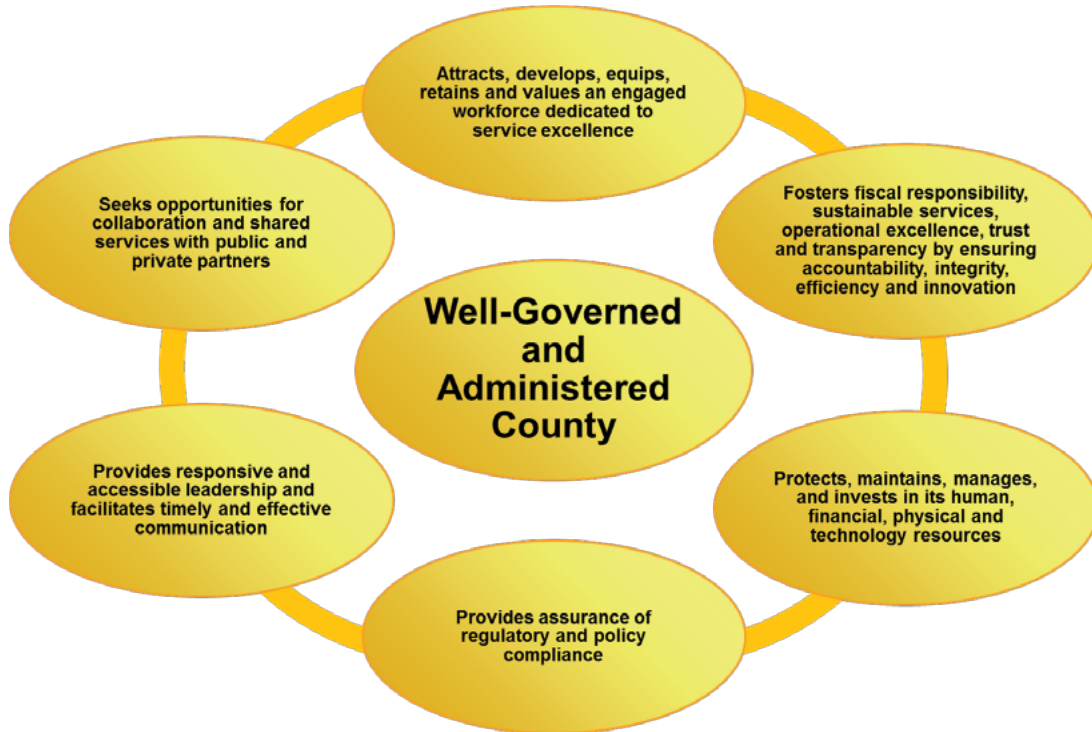 Attracts, develops, equips,
retains and values an engaged
workforce dedicated to
service excellence
Fosters fiscal responsibility,
sustainable services,
operational excellence, trust
and transparency by ensuring
accountability, integrity,
efficiency and innovation
Protects, maintains, manages,
and invests in its human,
financial, physical and
technology resources
Provides assurance of
regulatory and policy
compliance
Provides responsive and
accessible leadership and
facilitates timely and effective
communication
Seeks opportunities for
collaboration and shared
services with public and
private partners
Well-Governed
and
Administered
County